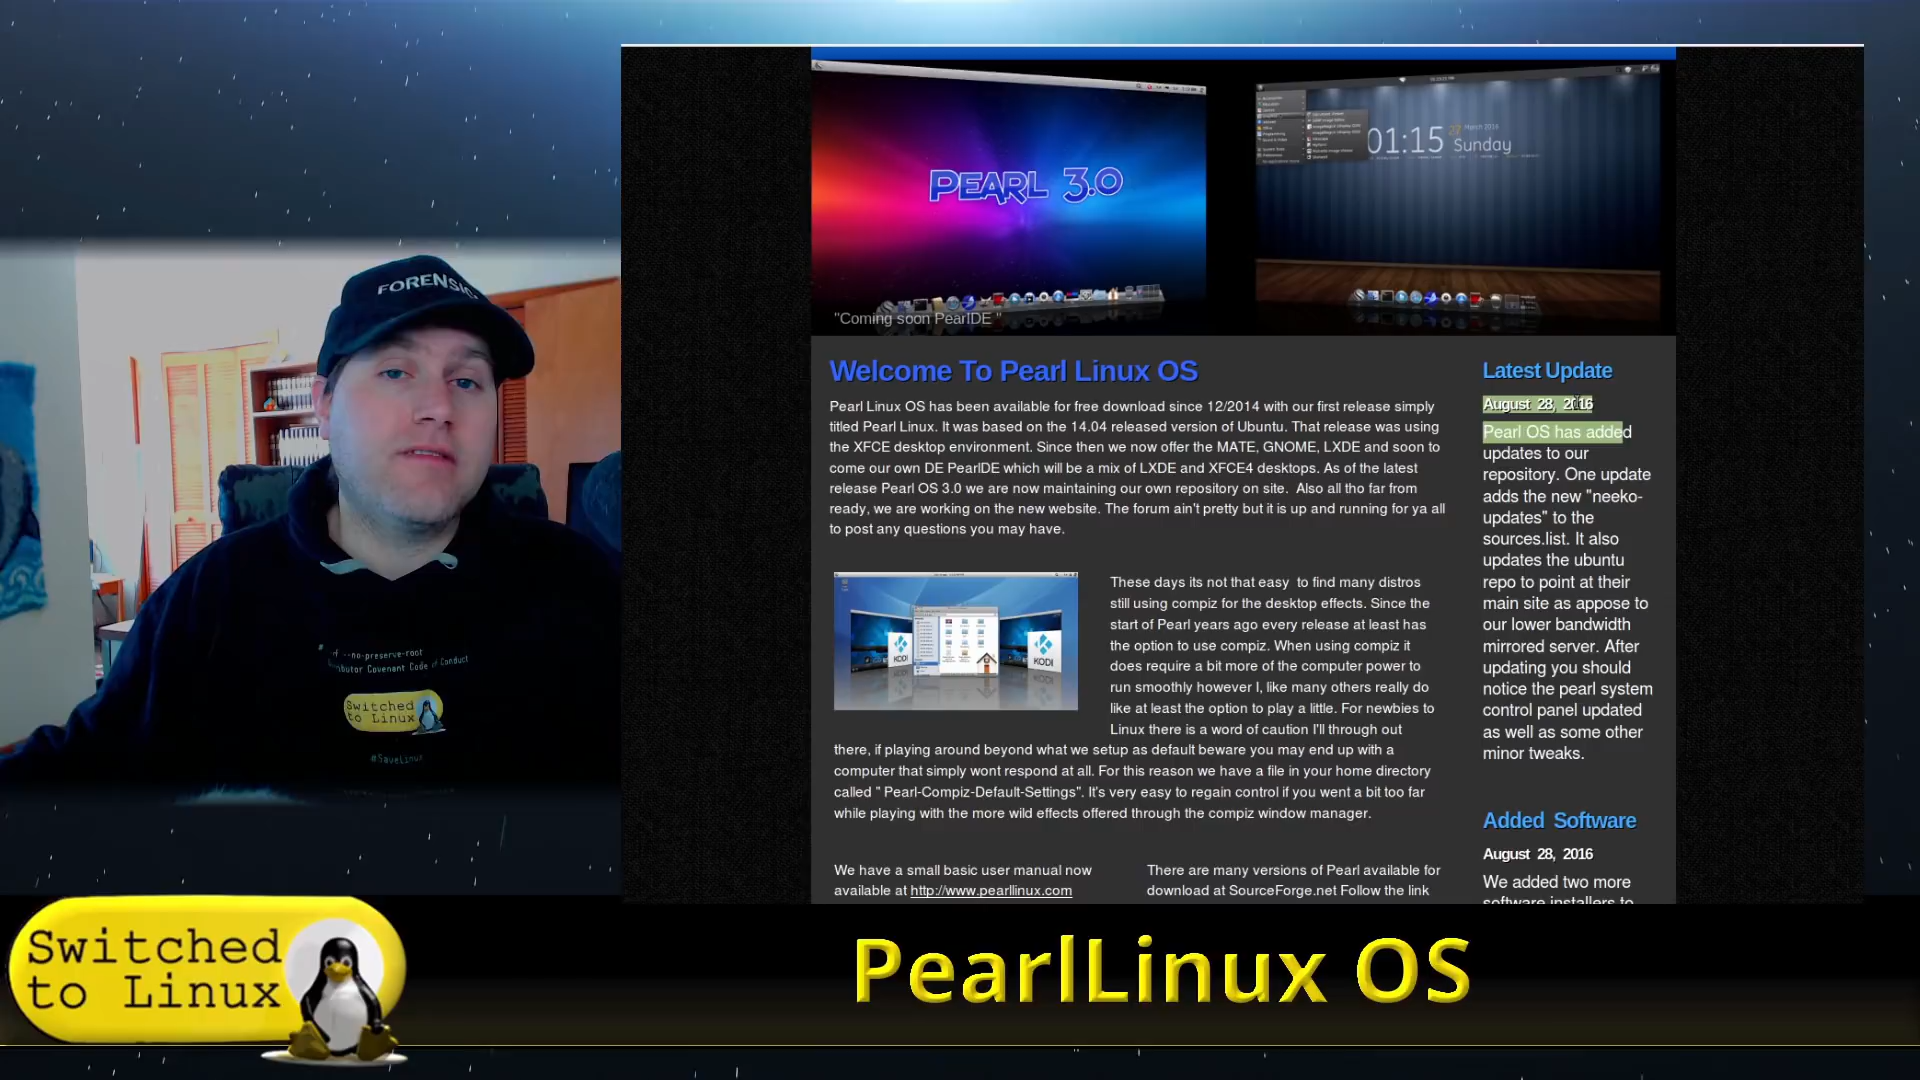 PEARL 3.0
01:15
27 March 2016
Sunday
"Coming soon PearlDE "
FORENSIC
Welcome To Pearl Linux OS
Pearl Linux OS has been available for free download since 12/2014 with our first release simply
titled Pearl Linux. It was based on the 14.04 released version of Ubuntu. That release was using
the XFCE desktop environment. Since then we now offer the MATE, GNOME, LXDE and soon to
come our own DE PearlDE which will be a mix of LXDE and XFCE4 desktops. As of the latest
release Pearl OS 3.0 we are now maintaining our own repository on site. Also all tho far from
ready, we are working on the new website. The forum ain't pretty but it is up and running for ya all
to post any questions you may have.
KODI
KODI
These days its not that easy to find many distros
still using compiz for the desktop effects. Since the
start of Pearl years ago every release at least has
the option to use compiz. When using compiz it
does require a bit more of the computer power to
run smoothly however I, like many others really do
like at least the option to play a little. For newbies to
Linux there is a word of caution I'll through out
there, if playing around beyond what we setup as default beware you may end up with a
computer that simply wont respond at all. For this reason we have a file in your home directory
called " Pearl-Compiz-Default-Settings". It's very easy to regain control if you went a bit too far
while playing with the more wild effects offered through the compiz window manager.
We have a small basic user manual now
available at http://www.pearllinux.com
There are many versions of Pearl available for
download at SourceForge.net Follow the link
Latest Update
August 28, 2016
Pearl OS has added
updates to our
repository. One update
adds the new "neeko-
updates" to the
sources.list. It also
updates the ubuntu
repo to point at their
main site as appose to
our lower bandwidth
mirrored server. After
updating you should
notice the pearl system
control panel updated
as well as some other
minor tweaks.
Added Software
August 28, 2016
We added two more
software installers to
--no-preserve-root
Covenant Code of Conduct
Switched
to Linux
#SaveLinux
Switched
to Linux
PearlLinux OS